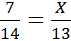 7/14 = X/13